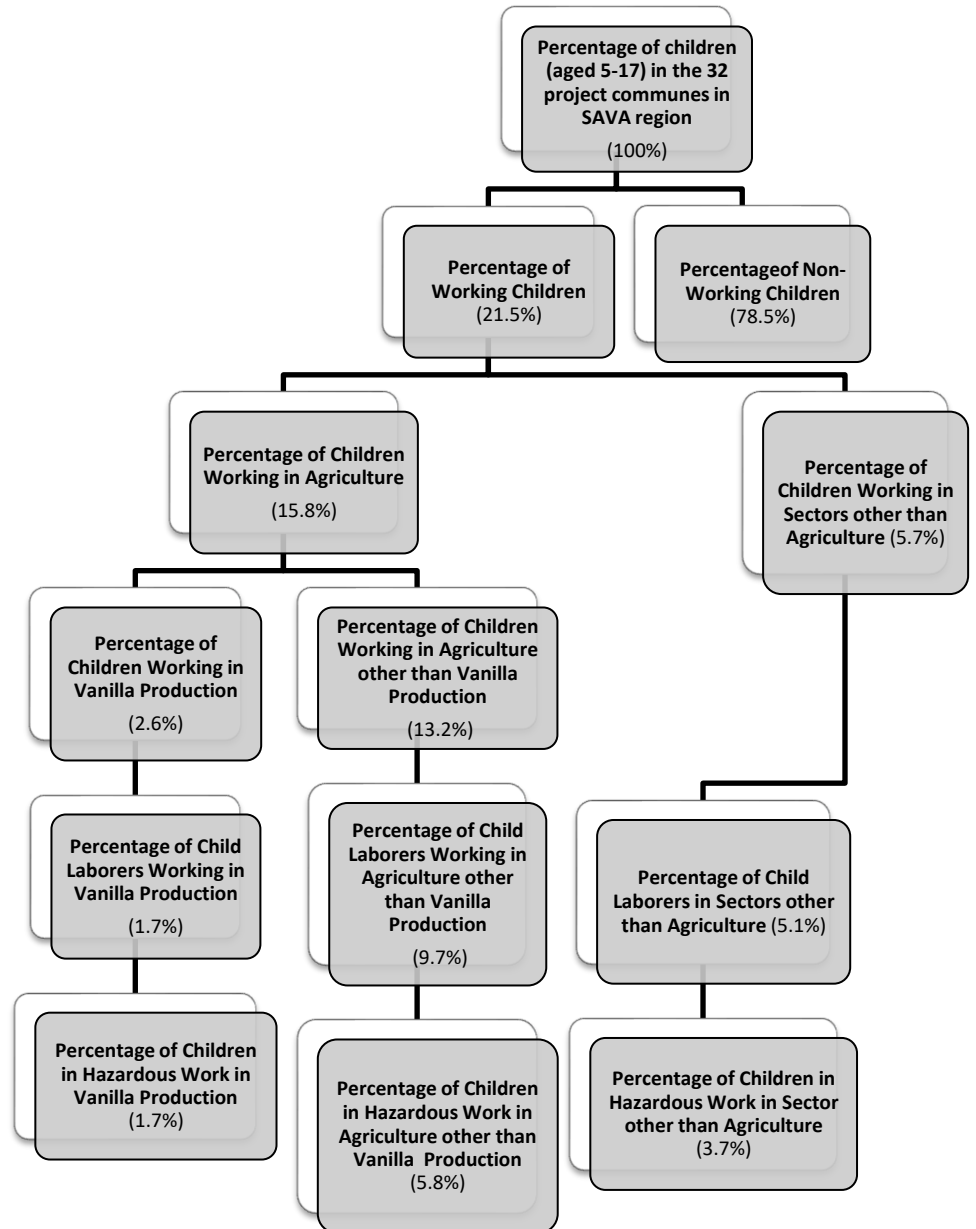 Percentage of children
(aged 5-17) in the 32
project communes in
SAVA region
(100%)
Percentage of
Working Children
(21.5%)
Percentageof Non-
Working Children
(78.5%)
Percentage of Children
Working in Agriculture
(15.8%)
Percentage of
Children Working in
Sectors other than
Agriculture (5.7%)
Percentage of
Children Working in
Vanilla Production
(2.6%)
Percentage of Children
Working in Agriculture
other than Vanilla
Production
(13.2%)
Percentage of Child
Laborers Working in
Vanilla Production
(1.7%)
Percentage of Child
Laborers Working in
Agriculture other
than Vanilla
Production
(9.7%)
Percentage of Child
Laborers in Sectors other
than Agriculture (5.1%)
Percentage of Children
in Hazardous Work in
Vanilla Production
(1.7%)
Percentage of Children
in Hazardous Work in
Agriculture other than
Vanilla Production
(5.8%)
Percentage of Children in
Hazardous Work in Sector
other than Agriculture
(3.7%)